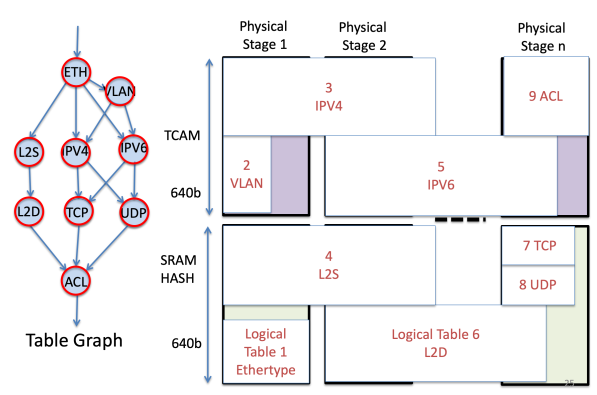 Physical
Stage 1
Physical
Stage 2
Physical
Stage n
ETH
VLAN
L2S
IPV4
IPV6
L2D
TCP
UDP
ACL
Table Graph
TCAM
640b
SRAM
HASH
640b
3
IPV4
9 ACL
2
VLAN
5
IPV6
4
L2S
7 TCP
8 UDP
Logical
Table 1
Ethertype
Logical Table 6
L2D
25